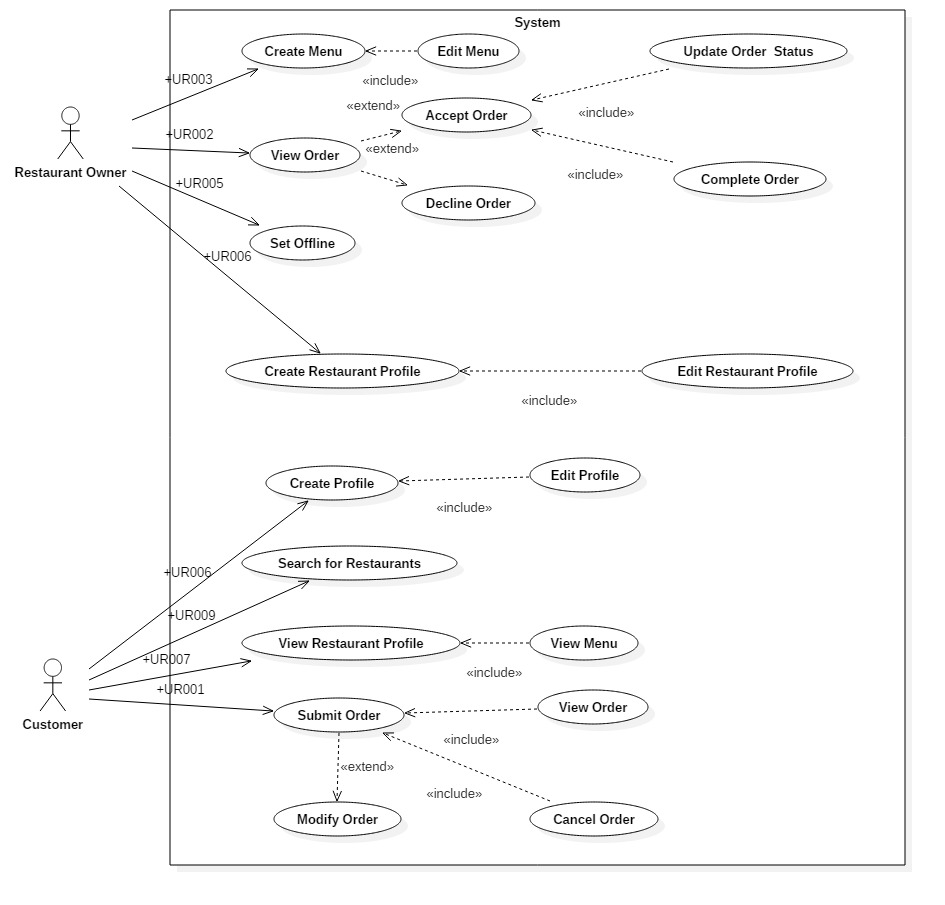 System
Create Menu
Edit Menu
Update Order  Status
+UR003
«include»
«extend»
Accept Order
«include»
+UR002
View Order
«extend»
Restaurant Owner
«include»
Complete Order
+UR005
Decline Order
Set Offline
+UR006
Create Restaurant Profile
Edit Restaurant Profile
«include»
Create Profile
Edit Profile
«include»
+UR006
Search for Restaurants
+UR009
View Restaurant Profile
View Menu
+UR007
«include»
+UR001
Submit Order
View Order
Customer
«include»
«extend»
«include»
Modify Order
Cancel Order